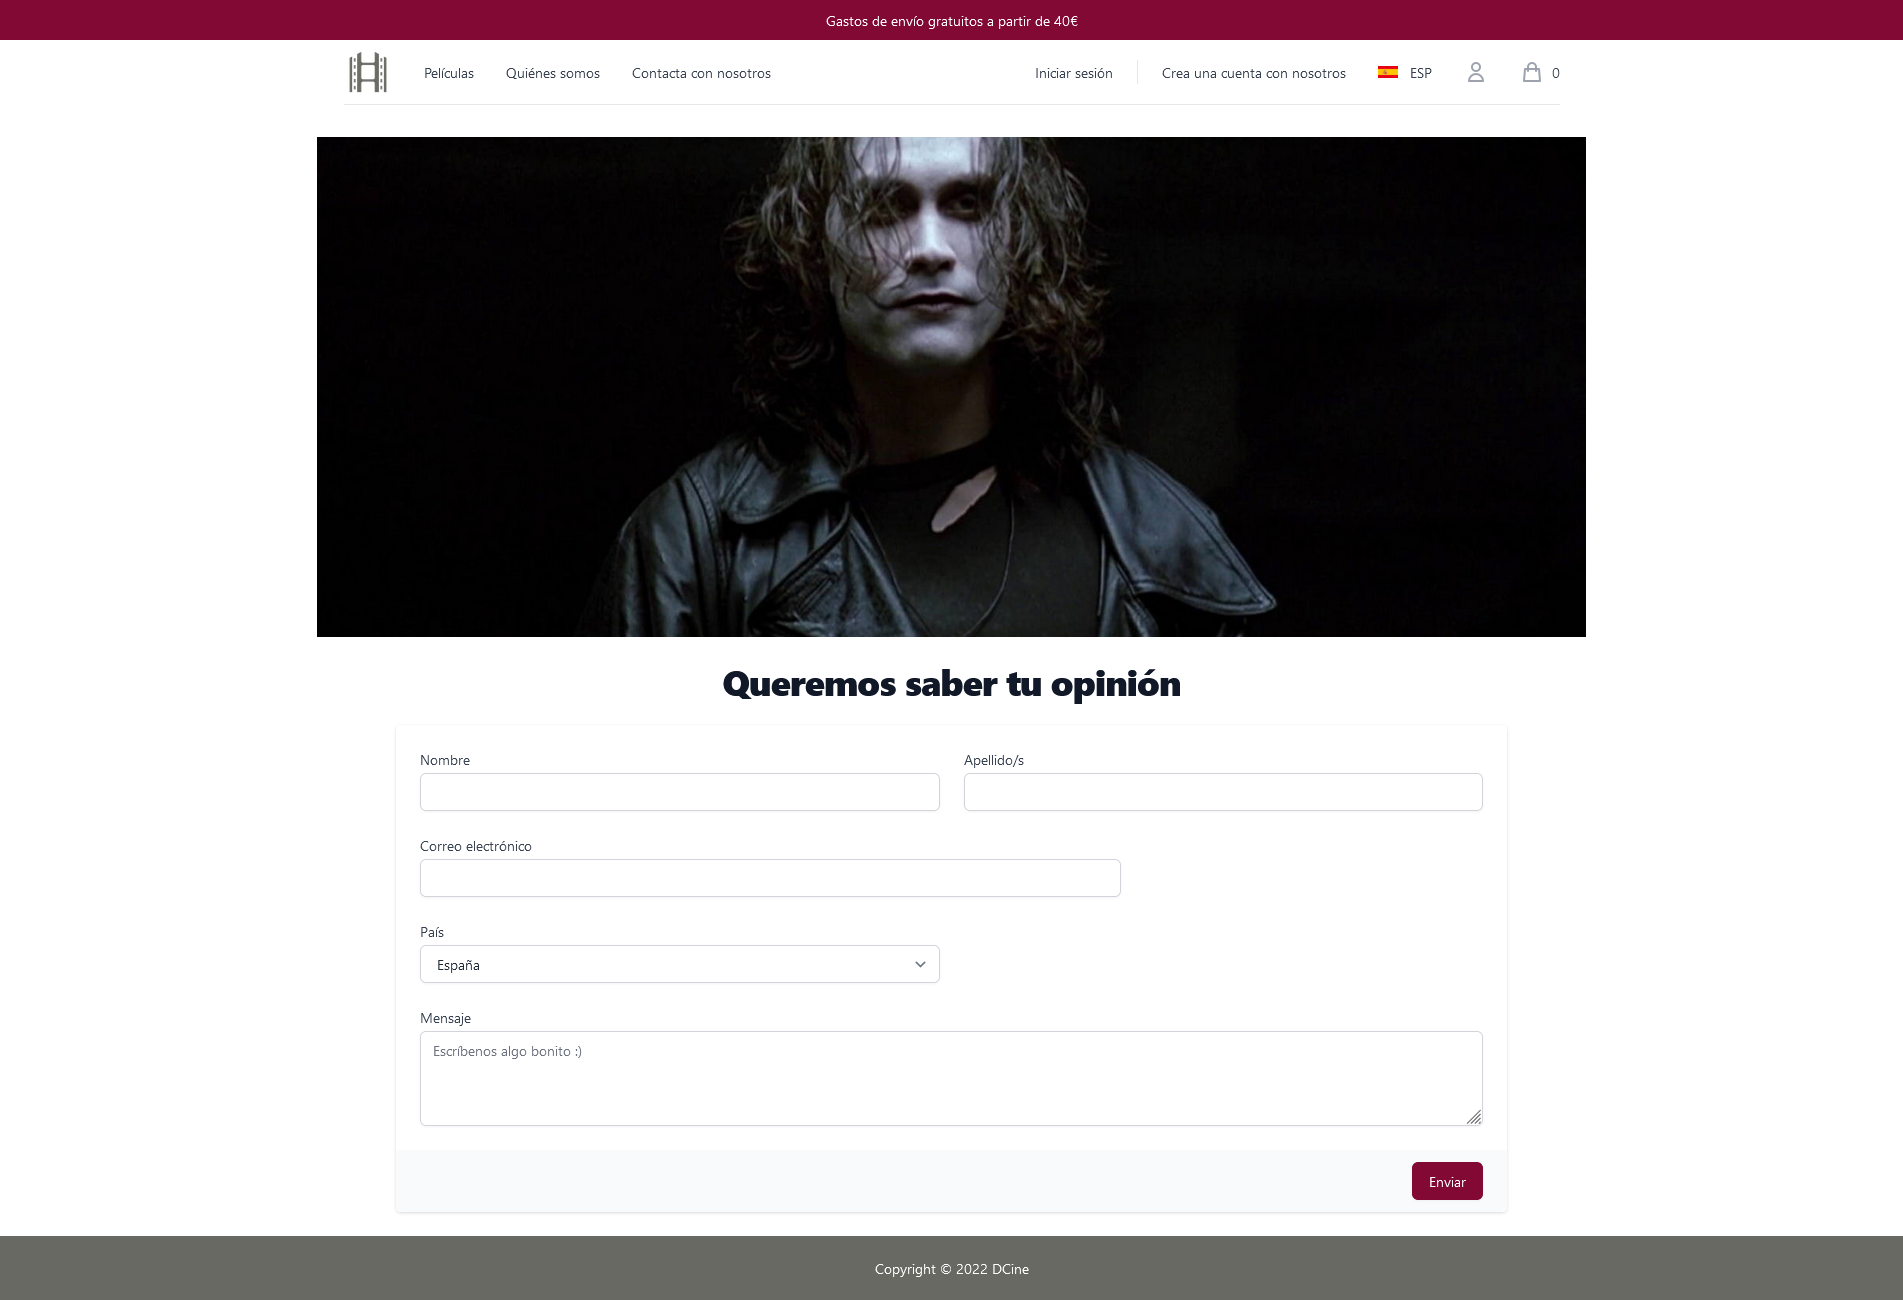 Gastos de envío gratuitos a partir de 40€
Películas
Quiénes somos
Contacta con nosotros
Iniciar sesión
Crea una cuenta con nosotros
ESP
0
Queremos saber tu opinión
Nombre
Apellido/s
Correo electrónico
País
España
Mensaje
Escríbenos algo bonito :)
Enviar
Copyright © 2022 DCine